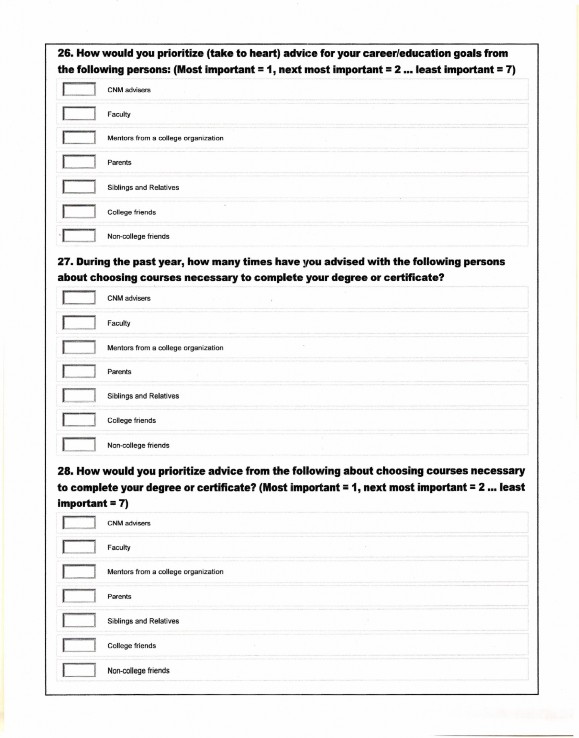 26. How would you prioritize (take to heart) advice for your career/education goals from
the following persons: (Most important = 1, next most important = 2 ... least important = 7)
CNM advisers
Faculty
Mentors from a college organization
Parents
Siblings and Relatives
College friends
Non-college friends
27. During the past year, how many times have you advised with the following persons
about choosing courses necessary to complete your degree or certificate?
CNM advisers
Faculty
Mentors from a college organization
Parents
Siblings and Relatives
College friends
Non-college friends
28. How would you prioritize advice from the following about choosing courses necessary
to complete your degree or certificate? (Most important = 1, next most important = 2 ... least
important = 7)
CNM advisers
Faculty
Mentors from a college organization
Parents
Siblings and Relatives
College friends
Non-college friends